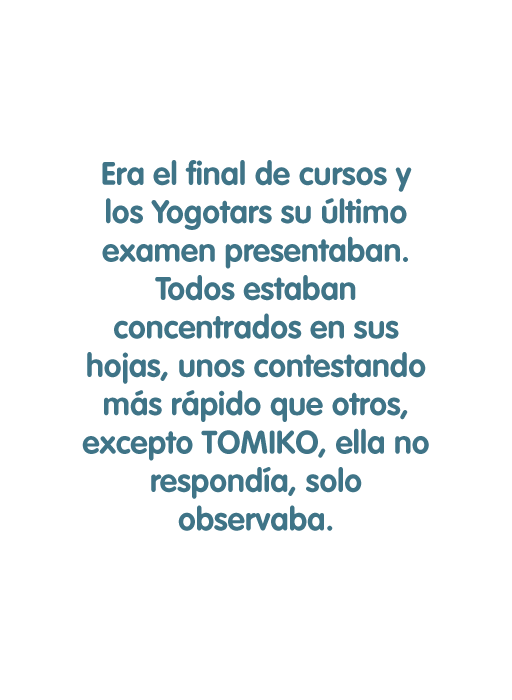 Era el final de cursos y
los Yogotars su último
examen presentaban.
Todos estaban
concentrados en sus
hojas, unos contestando
más rápido que otros,
excepto TOMIKO, ella no
respondía, solo
observaba.